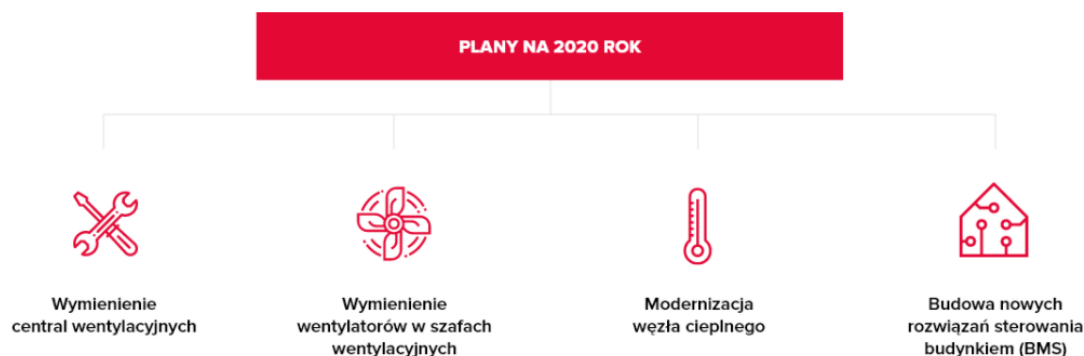 PLANY NA 2020 ROK
Wymienienie
central wentylacyjnych
Wymienienie
wentylatorów w szafach
wentylacyjnych
Modernizacja
węzła cieplnego
Budowa nowych
rozwiązań sterowania
budynkiem (BMS)